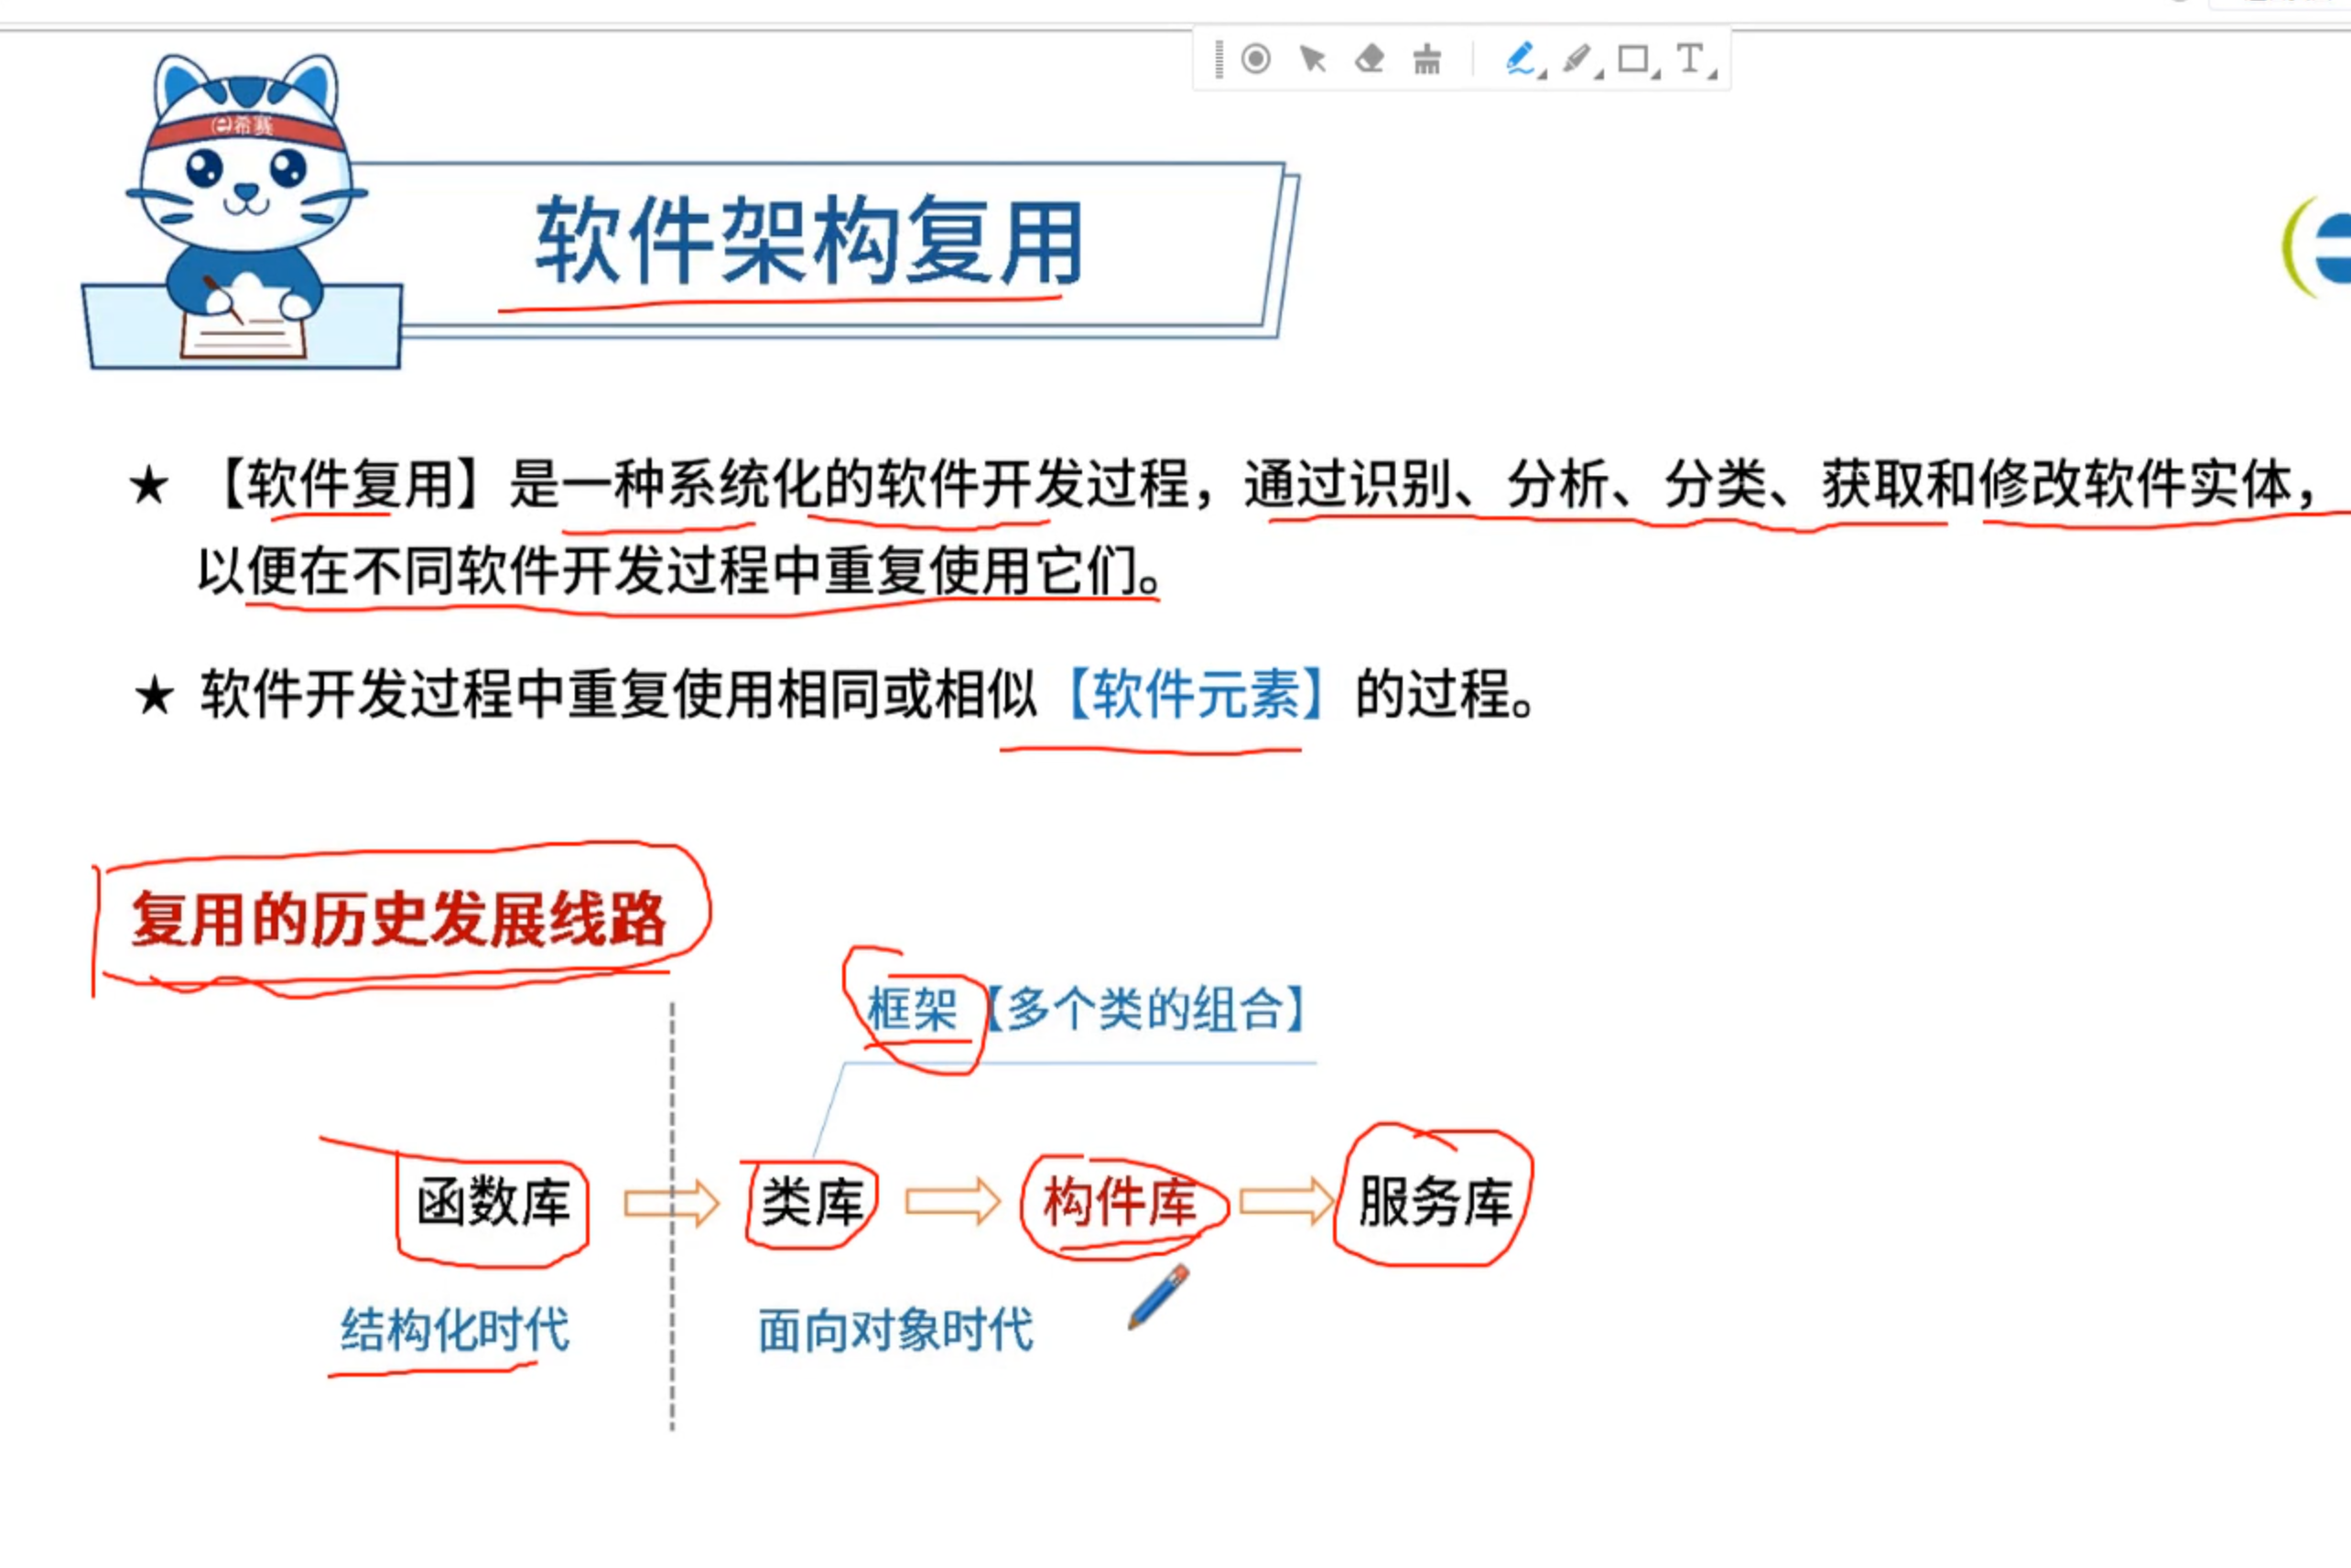 希赛
软件架构复用
★ 【软件复用】是一种系统化的软件开发过程，通过识别、分析、分类、获取和修改软件实体，
以便在不同软件开发过程中重复使用它们。
★ 软件开发过程中重复使用相同或相似【软件元素】的过程。
复用的历史发展线路
框架【多个类的组合】
函数库 类库 构件库 服务库
结构化时代 面向对象时代